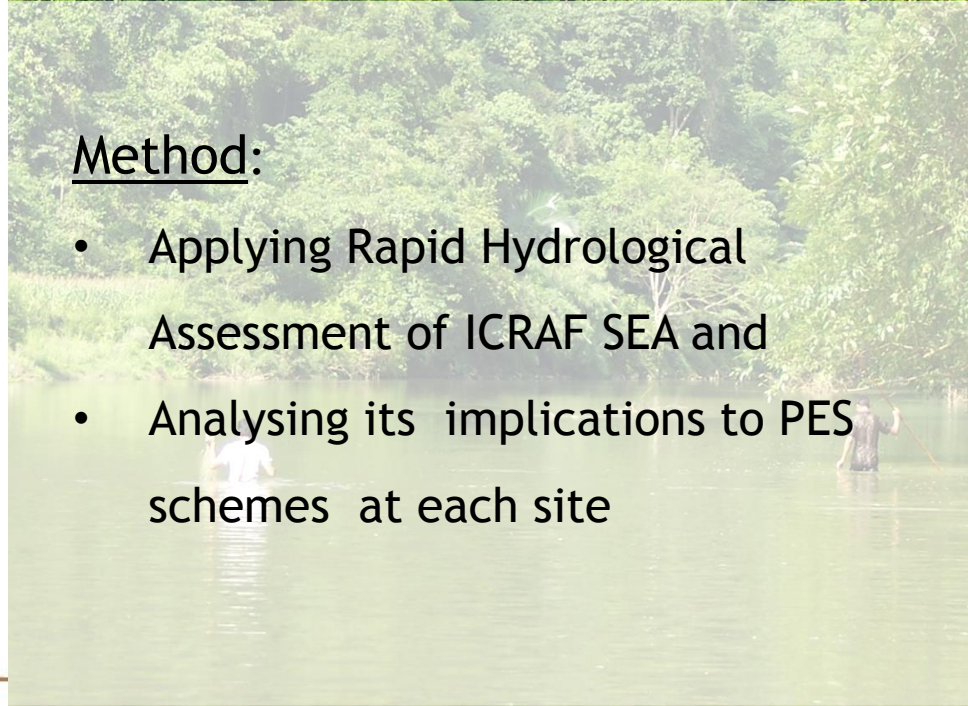 Method:
• Applying Rapid Hydrological
Assessment of ICRAF SEA and
• Analysing its implications to PES
schemes at each site